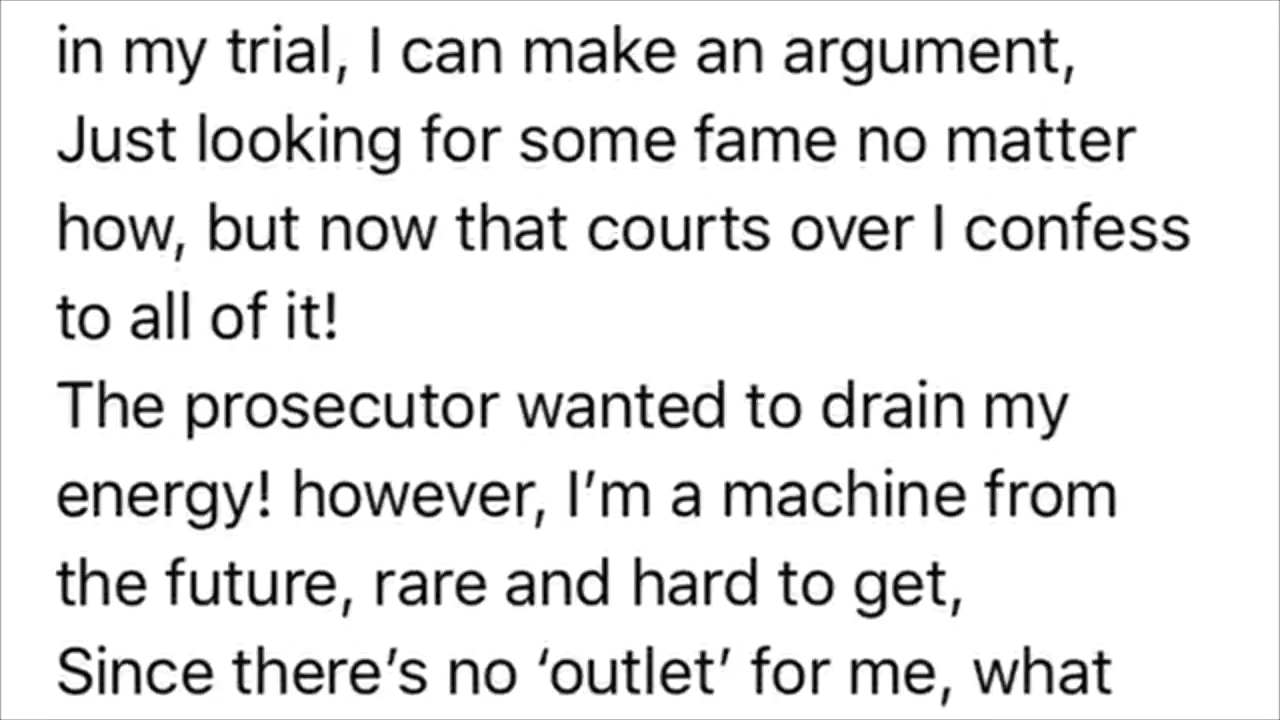 in my trial, I can make an argument,
Just looking for some fame no matter
how, but now that courts over I confess
to all of it!
The prosecutor wanted to drain my
energy! however, I’m a machine from
the future, rare and hard to get,
Since there’s no ‘outlet’ for me, what